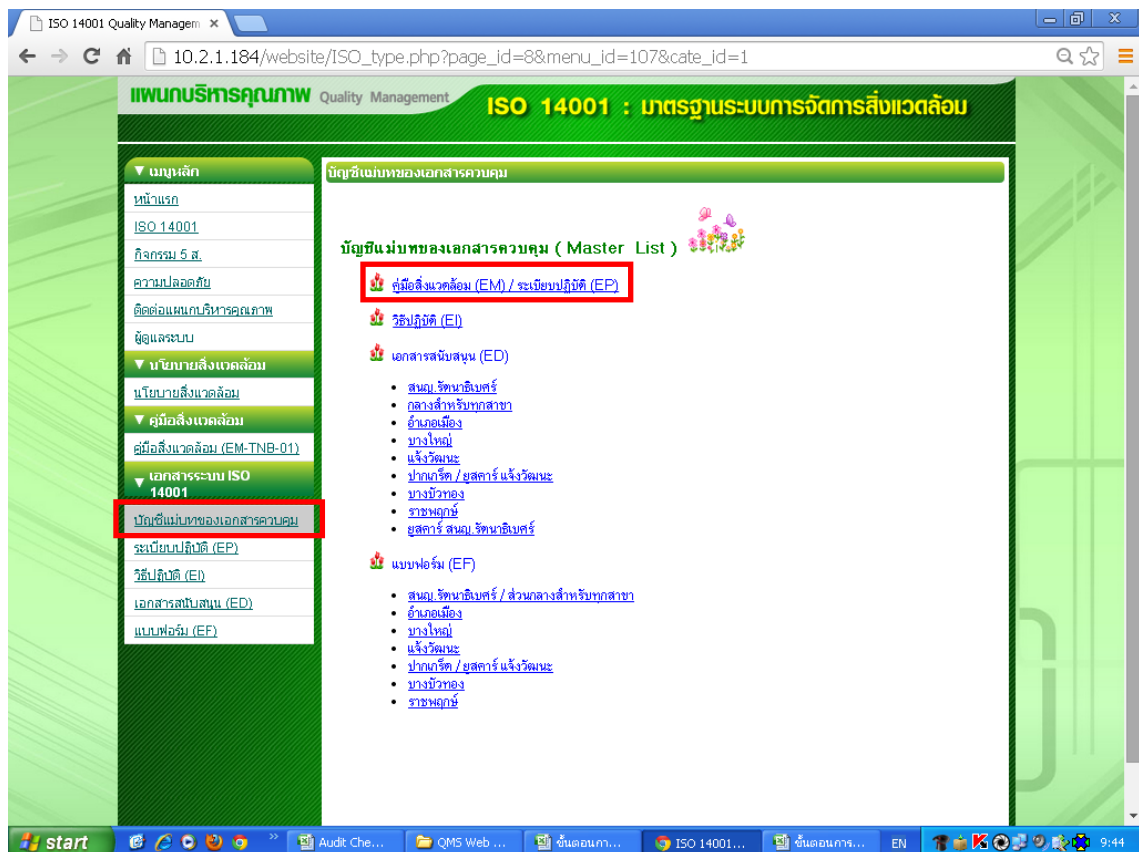 ISO 14001 Quality Managem
10.2.1.184/website/ISO_type.php?page_id=8&menu_id=107&cate_id=1
แผนกบริหารคุณภาพ Quality Management
ISO 14001 : มาตรฐานระบบการจัดการสิ่งแวดล้อม
▼ เมนูหลัก
หน้าแรก
ISO 14001
กิจกรรม 5 ส.
ความปลอดภัย
ติดต่อแผนกบริหารคุณภาพ
ผู้ดูแลระบบ
▼ นโยบายสิ่งแวดล้อม
นโยบายสิ่งแวดล้อม
▼ คู่มือสิ่งแวดล้อม
คู่มือสิ่งแวดล้อม (EM-TNB-01)
▼ เอกสารระบบ ISO
14001
บัญชีแม่บทของเอกสารควบคุม
ระเบียบปฏิบัติ (EP)
วิธีปฏิบัติ (EI)
เอกสารสนับสนุน (ED)
แบบฟอร์ม (EF)
บัญชีแม่บทของเอกสารควบคุม
บัญชีแม่บทของเอกสารควบคุม ( Master List )
คู่มือสิ่งแวดล้อม (EM) / ระเบียบปฏิบัติ (EP)
วิธีปฏิบัติ (EI)
เอกสารสนับสนุน (ED)
• สนญ.รัตนาธิเบศร์
• กลางสำหรับทุกสาขา
• อำเภอเมือง
• บางใหญ่
• แจ้งวัฒนะ
• ปากเกร็ด / ยูสคาร์ แจ้งวัฒนะ
• บางบัวทอง
• ราชพฤกษ์
• ยูสคาร์ สนญ.รัตนาธิเบศร์
แบบฟอร์ม (EF)
• สนญ.รัตนาธิเบศร์ / ส่วนกลางสำหรับทุกสาขา
• อำเภอเมือง
• บางใหญ่
• แจ้งวัฒนะ
• ปากเกร็ด / ยูสคาร์ แจ้งวัฒนะ
• บางบัวทอง
• ราชพฤกษ์
start
Audit Che...
QMS Web ...
ขั้นตอนกา...
ISO 14001...
ขั้นตอนการ...
EN
9:44